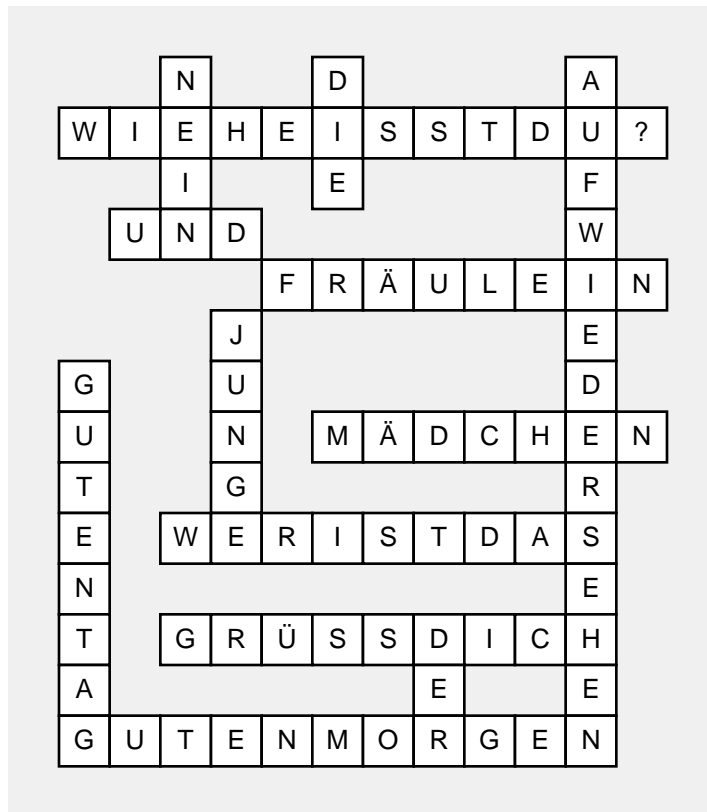 N D A
W I E H E I S S T D U ?
I E F
U N D W
F R Ä U L E I N
J E
G U D
U N M Ä D C H E N
T G R
E W E R I S T D A S
N E
T G R Ü S S D I C H
A E E
G U T E N M O R G E N